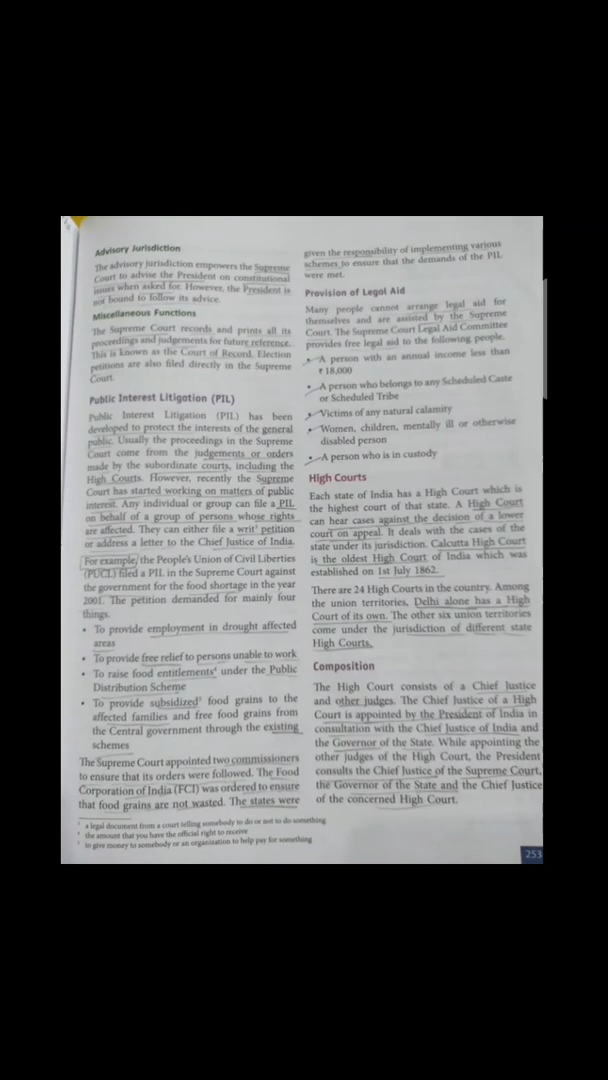 Advisory Jurisdiction
The advisory jurisdiction empowers the Supreme
Court to advise the President on constitutional
issues when asked for. However, the President is
not bound to follow its advice.
Miscellaneous Functions
The Supreme Court records and prints all its
proceedings and judgements for future reference.
This is known as the Court of Record. Election
petitions are also filed directly in the Supreme
Court.
Public Interest Litigation (PIL)
Public Interest Litigation (PIL) has been
developed to protect the interests of the general
public. Usually the proceedings in the Supreme
Court come from the judgements or orders
made by the subordinate courts, including the
High Courts. However, recently the Supreme
Court has started working on matters of public
interest. Any individual or group can file a PIL
on behalf of a group of persons whose rights
are affected. They can either file a writ³ petition
or address a letter to the Chief Justice of India.
For example, the People's Union of Civil Liberties
(PUCL) filed a PIL in the Supreme Court against
the government for the food shortage in the year
2001. The petition demanded for mainly four
things.
• To provide employment in drought affected
areas
• To provide free relief to persons unable to work
• To raise food entitlements⁴ under the Public
Distribution Scheme
• To provide subsidized⁵ food grains to the
affected families and free food grains from
the Central government through the existing
schemes
The Supreme Court appointed two commissioners
to ensure that its orders were followed. The Food
Corporation of India (FCI) was ordered to ensure
that food grains are not wasted. The states were
³ a legal document from a court telling somebody to do or not to do something
⁴ the amount that you have the official right to receive
⁵ to give money to somebody or an organization to help pay for something
given the responsibility of implementing various
schemes to ensure that the demands of the PIL
were met.
Provision of Legal Aid
Many people cannot arrange legal aid for
themselves and are assisted by the Supreme
Court. The Supreme Court Legal Aid Committee
provides free legal aid to the following people.
• A person with an annual income less than
₹ 18,000
• A person who belongs to any Scheduled Caste
or Scheduled Tribe
• Victims of any natural calamity
• Women, children, mentally ill or otherwise
disabled person
• A person who is in custody
High Courts
Each state of India has a High Court which is
the highest court of that state. A High Court
can hear cases against the decision of a lower
court on appeal. It deals with the cases of the
state under its jurisdiction. Calcutta High Court
is the oldest High Court of India which was
established on 1st July 1862.
There are 24 High Courts in the country. Among
the union territories, Delhi alone has a High
Court of its own. The other six union territories
come under the jurisdiction of different state
High Courts.
Composition
The High Court consists of a Chief Justice
and other judges. The Chief Justice of a High
Court is appointed by the President of India in
consultation with the Chief Justice of India and
the Governor of the State. While appointing the
other judges of the High Court, the President
consults the Chief Justice of the Supreme Court,
the Governor of the State and the Chief Justice
of the concerned High Court.
253